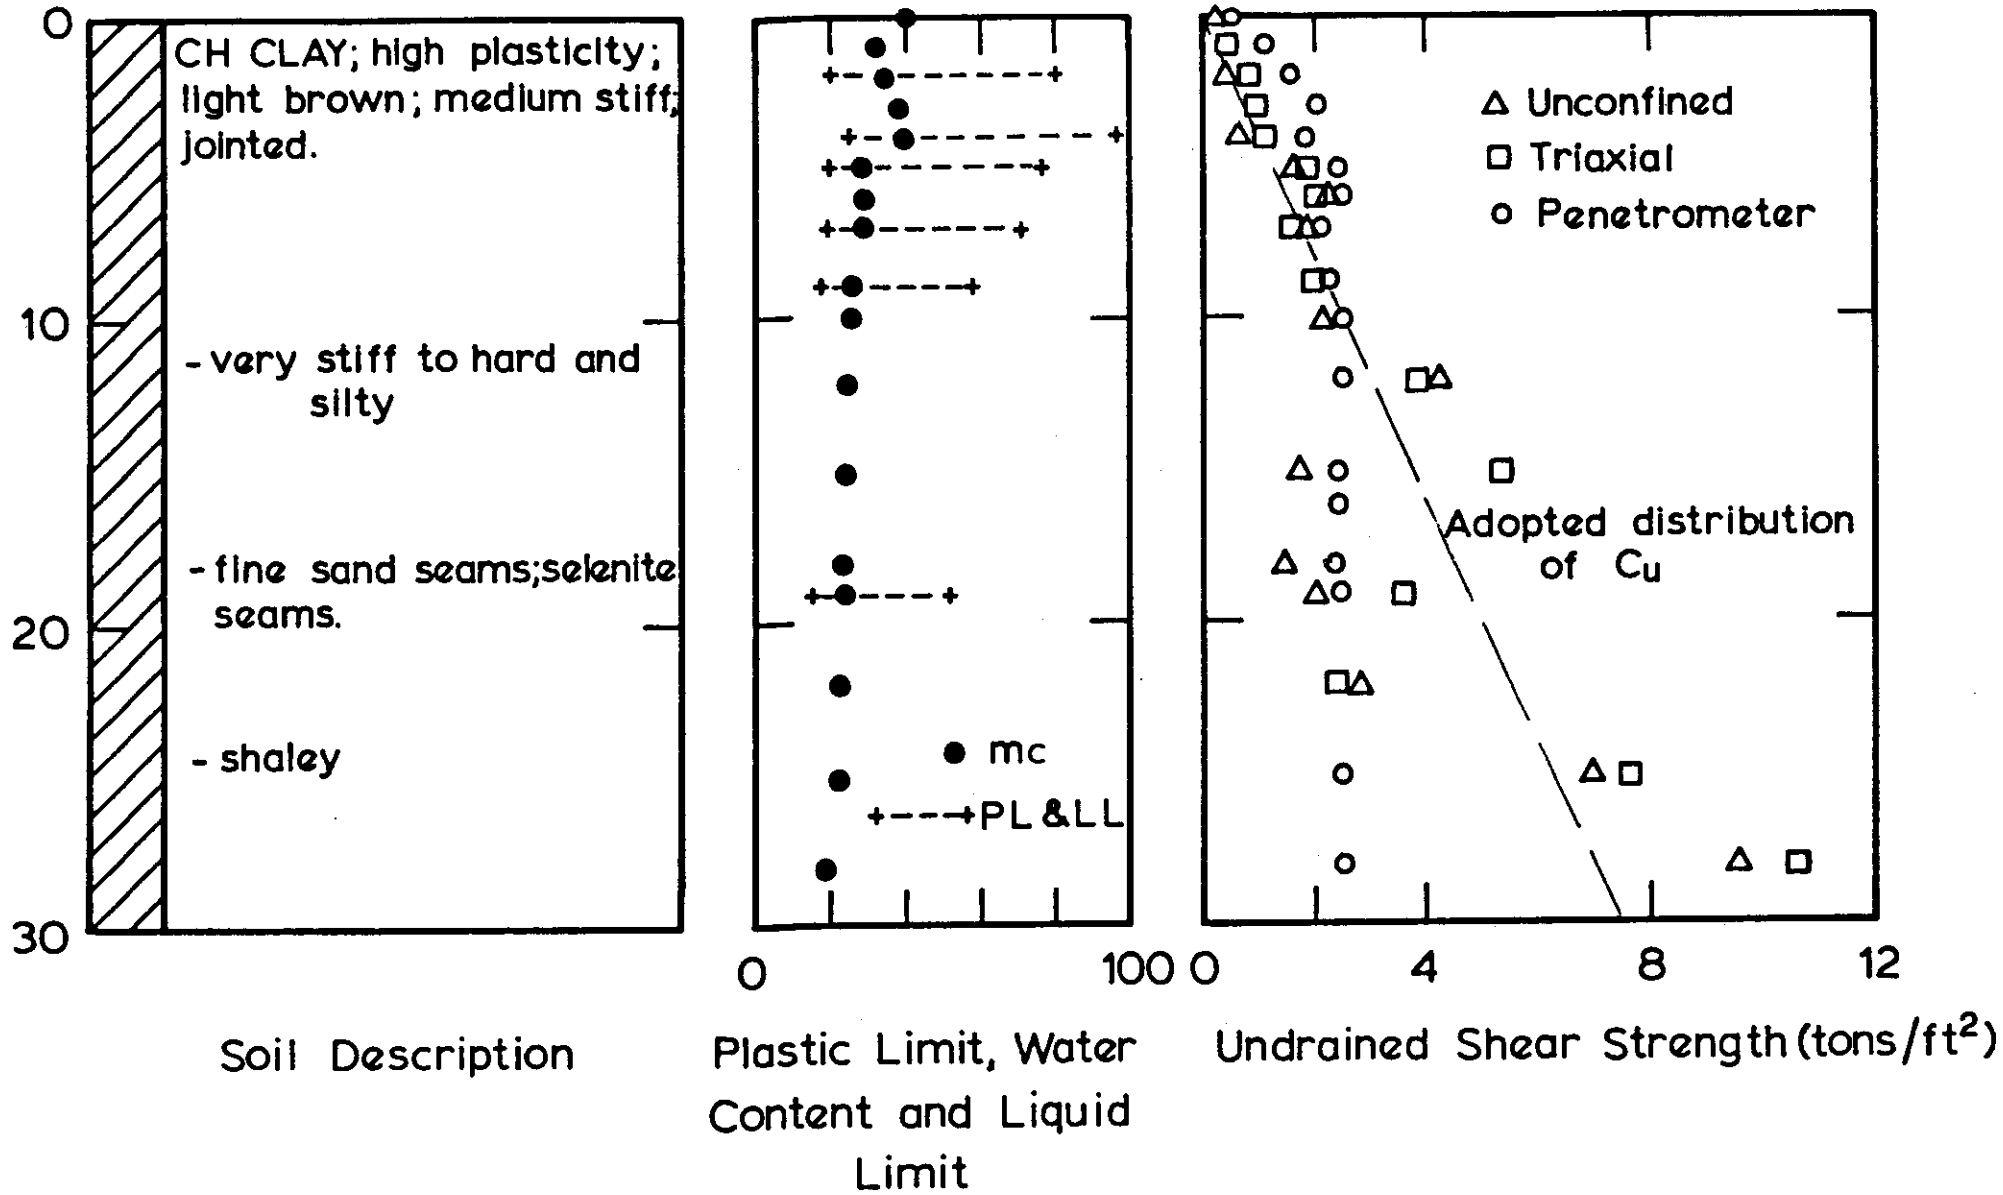 0
10
20
30
CH CLAY; high plasticity;
light brown; medium stiff;
jointed.
- very stiff to hard and
silty
- fine sand seams;selenite
seams.
- shaley
Soil Description
mc
PL & LL
0
100
Plastic Limit, Water
Content and Liquid
Limit
Unconfined
Triaxial
Penetrometer
Adopted distribution
of Cu
0
4
8
12
Undrained Shear Strength (tons/ft²)